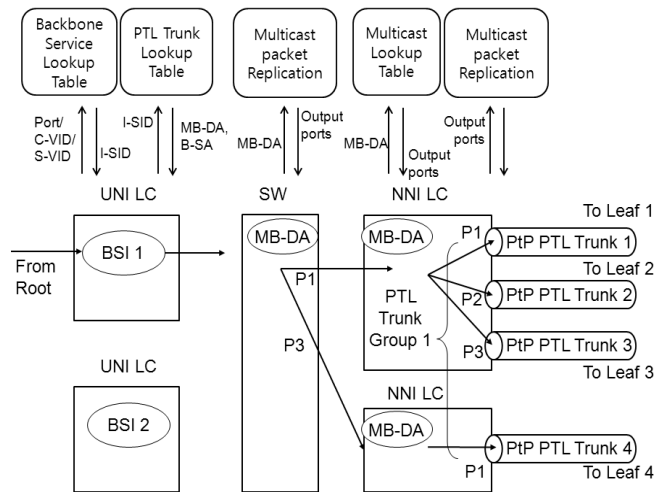 Backbone
Service
Lookup
Table
PTL Trunk
Lookup
Table
Multicast
packet
Replication
Multicast
Lookup
Table
Multicast
packet
Replication
Port/
C-VID/
S-VID
I-SID
I-SID
MB-DA,
B-SA
MB-DA
Output
ports
MB-DA
Output
ports
Output
ports
UNI LC
SW
NNI LC
To Leaf 1
BSI 1
MB-DA
MB-DA
P1
PtP PTL Trunk 1
From
Root
To Leaf 2
P1
PTL
Trunk
Group 1
P2
PtP PTL Trunk 2
P3
P3
PtP PTL Trunk 3
To Leaf 3
UNI LC
NNI LC
BSI 2
MB-DA
PtP PTL Trunk 4
P1
To Leaf 4